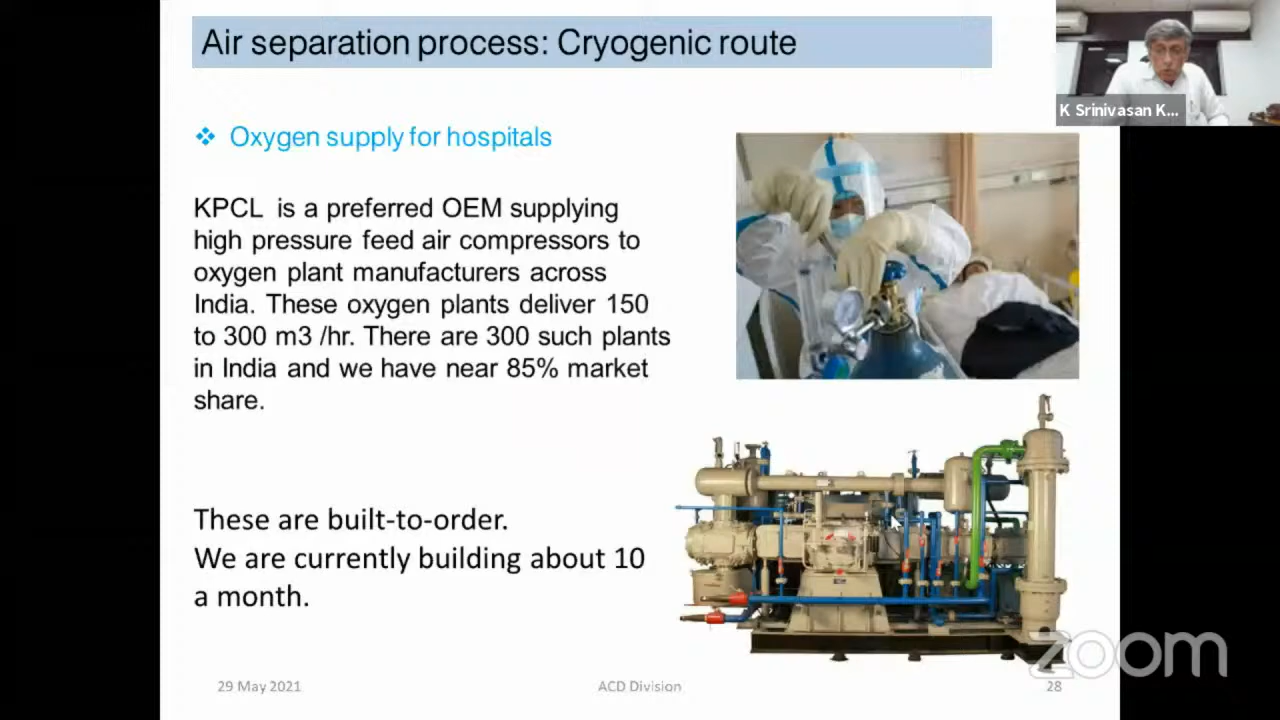 Air separation process: Cryogenic route
K Srinivasan K...
❖ Oxygen supply for hospitals
KPCL is a preferred OEM supplying
high pressure feed air compressors to
oxygen plant manufacturers across
India. These oxygen plants deliver 150
to 300 m3 /hr. There are 300 such plants
in India and we have near 85% market
share.
These are built-to-order.
We are currently building about 10
a month.
zoom
29 May 2021
ACD Division
28